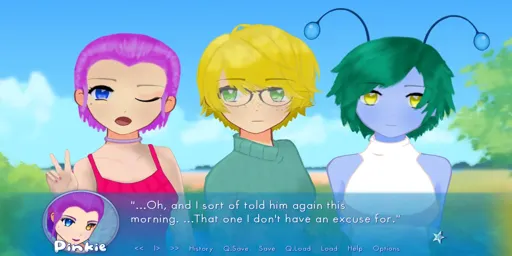 "...Oh, and I sort of told him again this
morning. ...That one I don't have an excuse for."
Pinkie
<< I> >> History Q.Save Save Q.Load Load Help Options